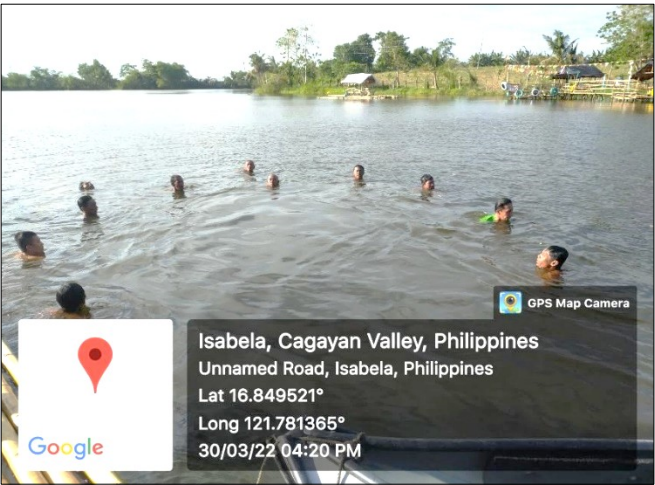 GPS Map Camera
Isabela, Cagayan Valley, Philippines
Unnamed Road, Isabela, Philippines
Lat 16.849521°
Long 121.781365°
30/03/22 04:20 PM
Google